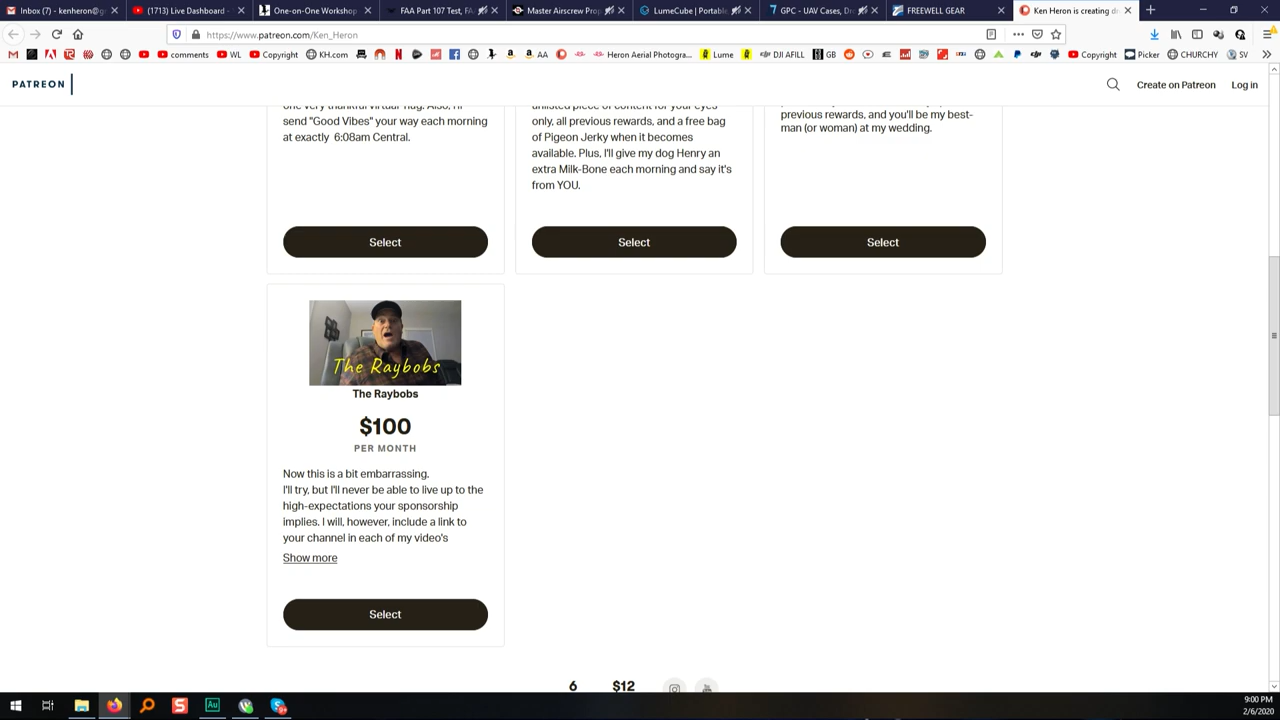 Inbox (7) - kenheron@g
(1713) Live Dashboard -
One-on-One Workshop
FAA Part 107 Test, FA
Master Airscrew Prop
LumeCube | Portable
GPC - UAV Cases, Dr
FREEWELL GEAR
Ken Heron is creating d
https://www.patreon.com/Ken_Heron
comments
WL
Copyright
KH.com
AA
Heron Aerial Photogra...
Lume
DJI AFILL
GB
Copyright
Picker
CHURCHY
SV
PATREON
Create on Patreon
Log in
one very thankful virtual hug. Also, I'll
send "Good Vibes" your way each morning
at exactly 6:08am Central.
unlisted piece of content for your eyes
only, all previous rewards, and a free bag
of Pigeon Jerky when it becomes
available. Plus, I'll give my dog Henry an
extra Milk-Bone each morning and say it's
from YOU.
previous rewards, and you'll be my best-
man (or woman) at my wedding.
Select
Select
Select
The Raybobs
The Raybobs
$100
PER MONTH
Now this is a bit embarrassing.
I'll try, but I'll never be able to live up to the
high-expectations your sponsorship
implies. I will, however, include a link to
your channel in each of my video's
Show more
Select
6
$12
Au
9:00 PM
2/6/2020